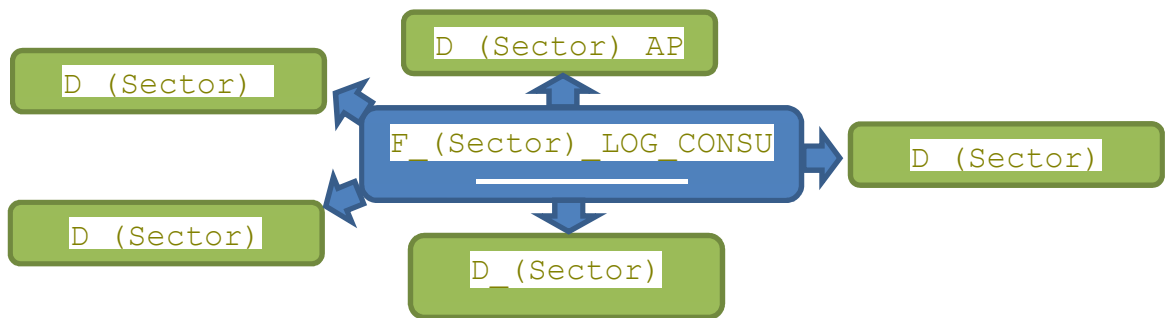 D (Sector) AP
D (Sector)
F_(Sector)_LOG_CONSU
D (Sector)
D (Sector)
D_(Sector)